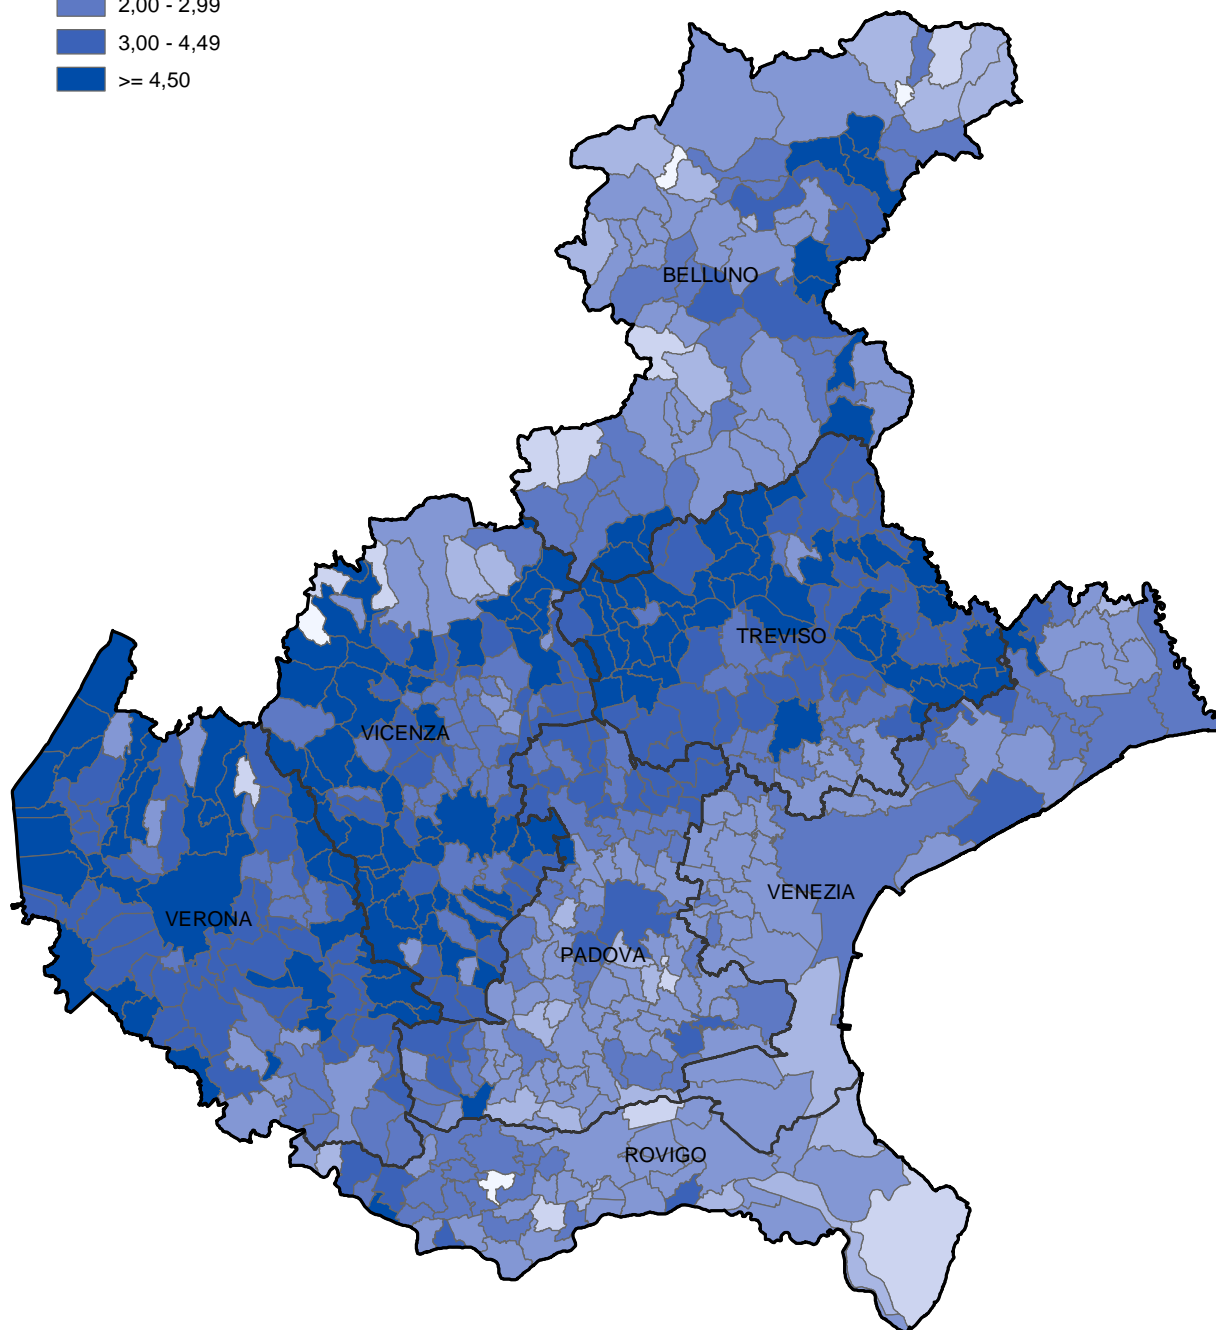 2,00 - 2,99
3,00 - 4,49
>= 4,50
BELLUNO
TREVISO
VICENZA
VENEZIA
VERONA
PADOVA
ROVIGO